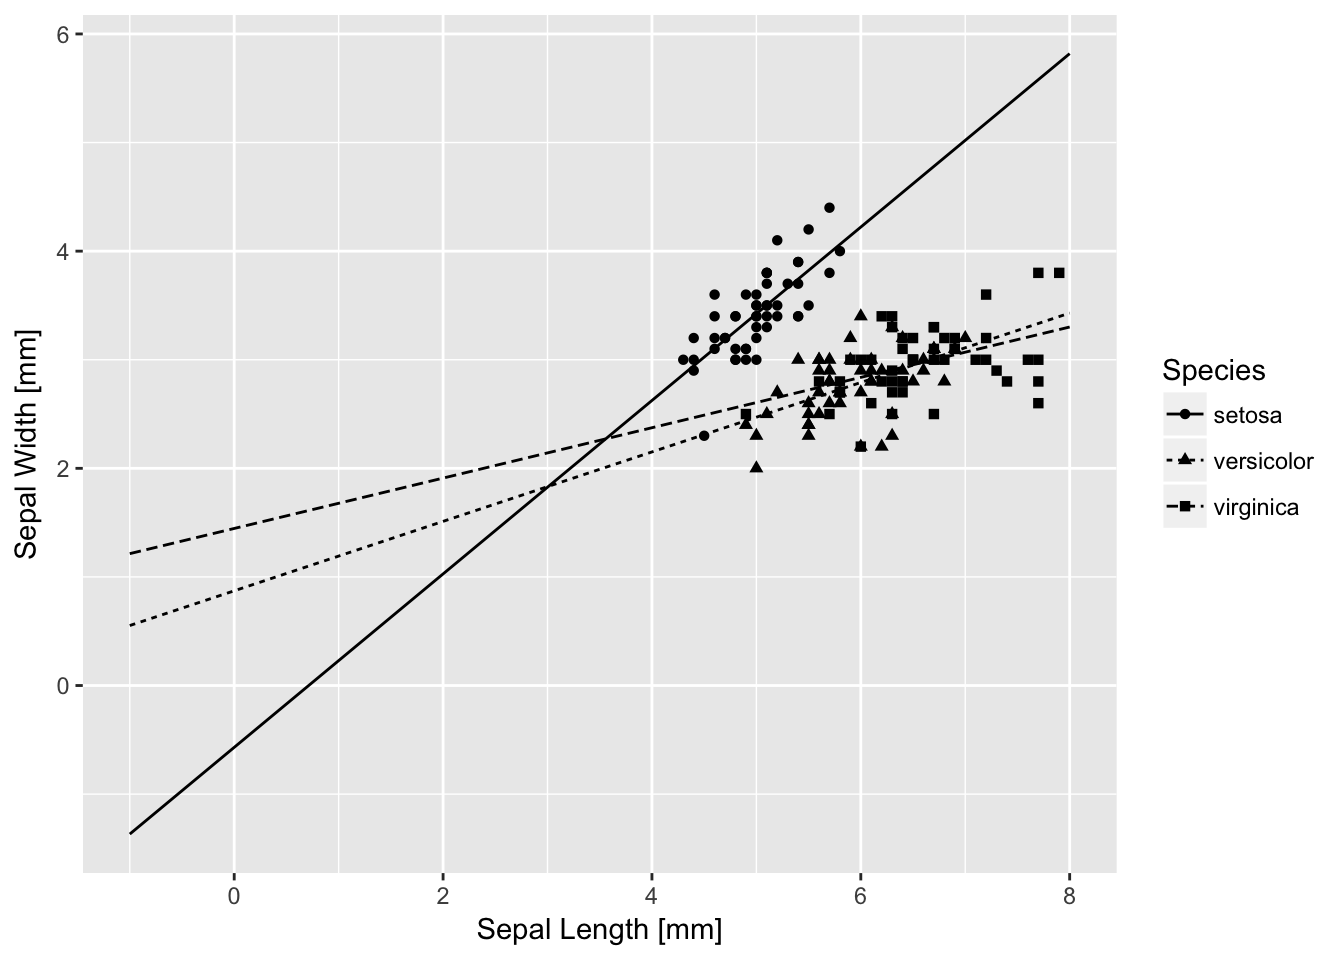 6
4
2
0
0 2 4 6 8
Sepal Length [mm]
Sepal Width [mm]
Species
setosa
versicolor
virginica